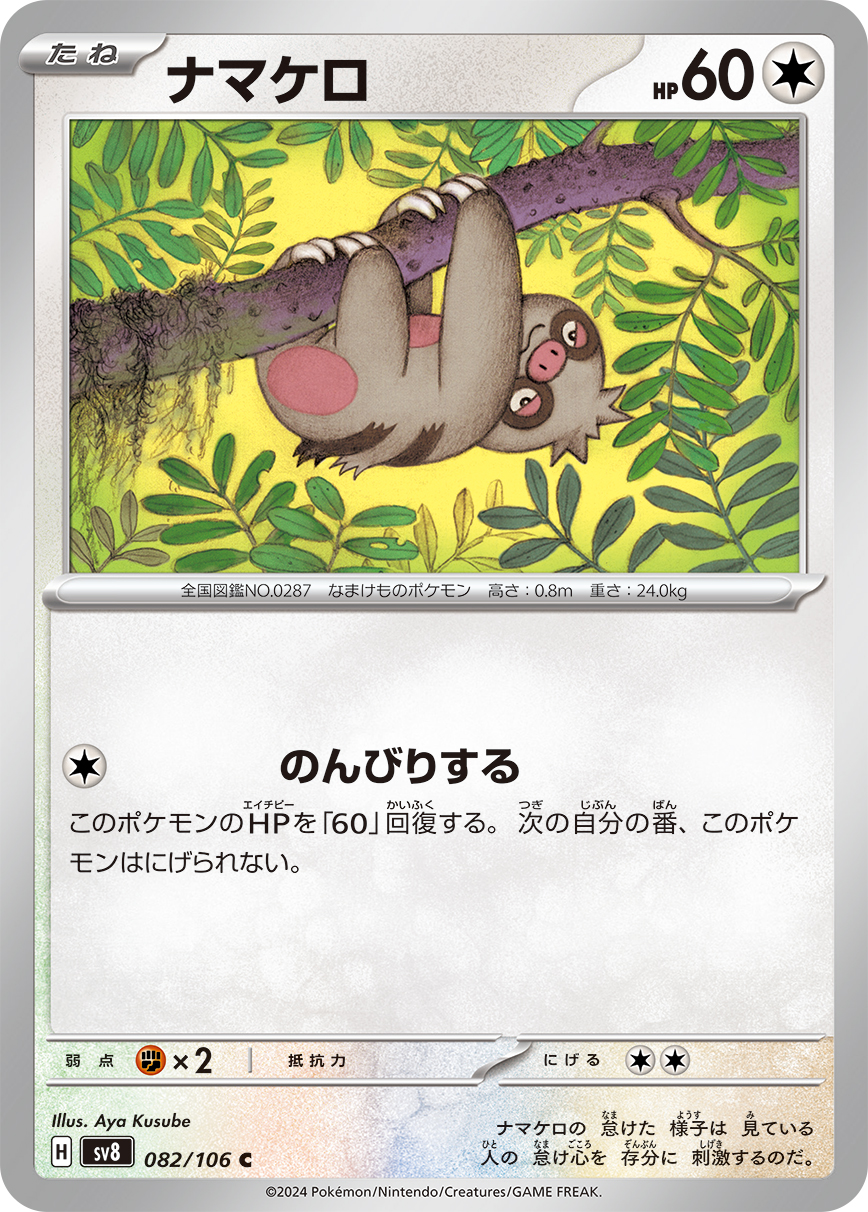 たね
ナマケロ
HP60
全国図鑑NO.0287 なまけものポケモン 高さ：0.8m 重さ：24.0kg
のんびりする
このポケモンのHPを「60」回復する。次の自分の番、このポケ
モンはにげられない。
弱点 ×2 抵抗力 にげる
Illus. Aya Kusube
ナマケロの 怠けた 様子は 見ている
人の 怠け心を 存分に 刺激するのだ。
H sv8 082/106 C
©2024 Pokémon/Nintendo/Creatures/GAME FREAK.